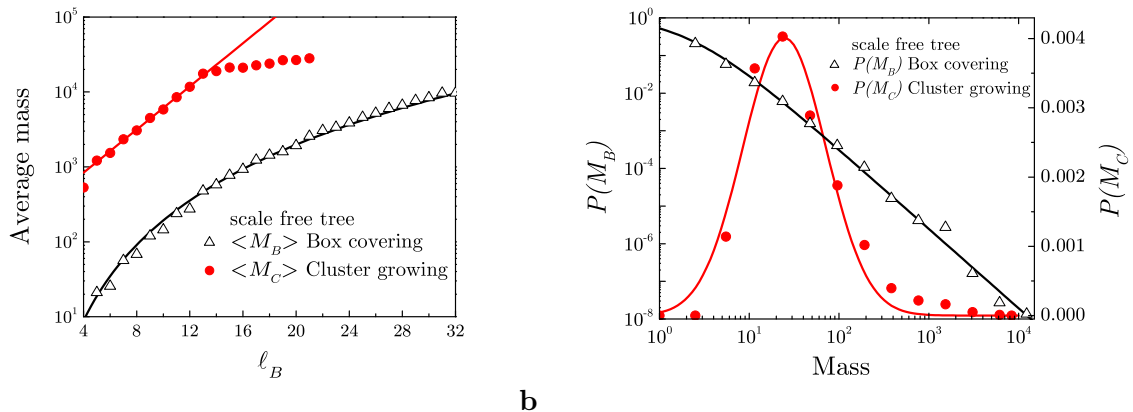 10^5
10^4
10^3
10^2
10^1
Average mass
4 8 12 16 20 24 28 32
ℓ_B
scale free tree
<M_B> Box covering
<M_C> Cluster growing
10^0
10^-2
10^-4
10^-6
10^-8
P(M_B)
scale free tree
P(M_B) Box covering
P(M_C) Cluster growing
0.004
0.003
0.002
0.001
0.000
P(M_C)
10^0 10^1 10^2 10^3 10^4
Mass
b